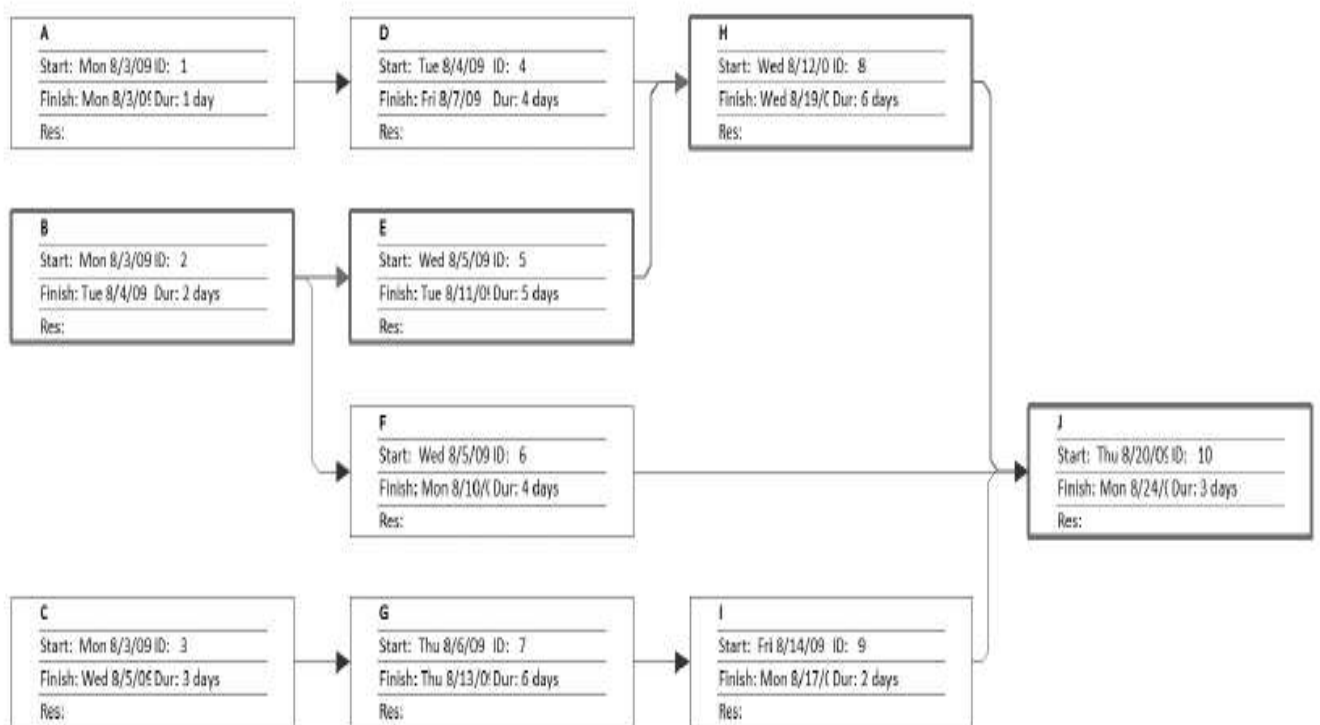 A
Start: Mon 8/3/09 ID: 1
Finish: Mon 8/3/0 Dur: 1 day
Res:
D
Start: Tue 8/4/09 ID: 4
Finish: Fri 8/7/09 Dur: 4 days
Res:
H
Start: Wed 8/12/0 ID: 8
Finish: Wed 8/19/ Dur: 6 days
Res:
B
Start: Mon 8/3/09 ID: 2
Finish: Tue 8/4/09 Dur: 2 days
Res:
E
Start: Wed 8/5/09 ID: 5
Finish: Tue 8/11/0 Dur: 5 days
Res:
F
Start: Wed 8/5/09 ID: 6
Finish: Mon 8/10/ Dur: 4 days
Res:
J
Start: Thu 8/20/0 ID: 10
Finish: Mon 8/24/ Dur: 3 days
Res:
C
Start: Mon 8/3/09 ID: 3
Finish: Wed 8/5/0 Dur: 3 days
Res:
G
Start: Thu 8/6/09 ID: 7
Finish: Thu 8/13/0 Dur: 6 days
Res:
I
Start: Fri 8/14/09 ID: 9
Finish: Mon 8/17/ Dur: 2 days
Res: